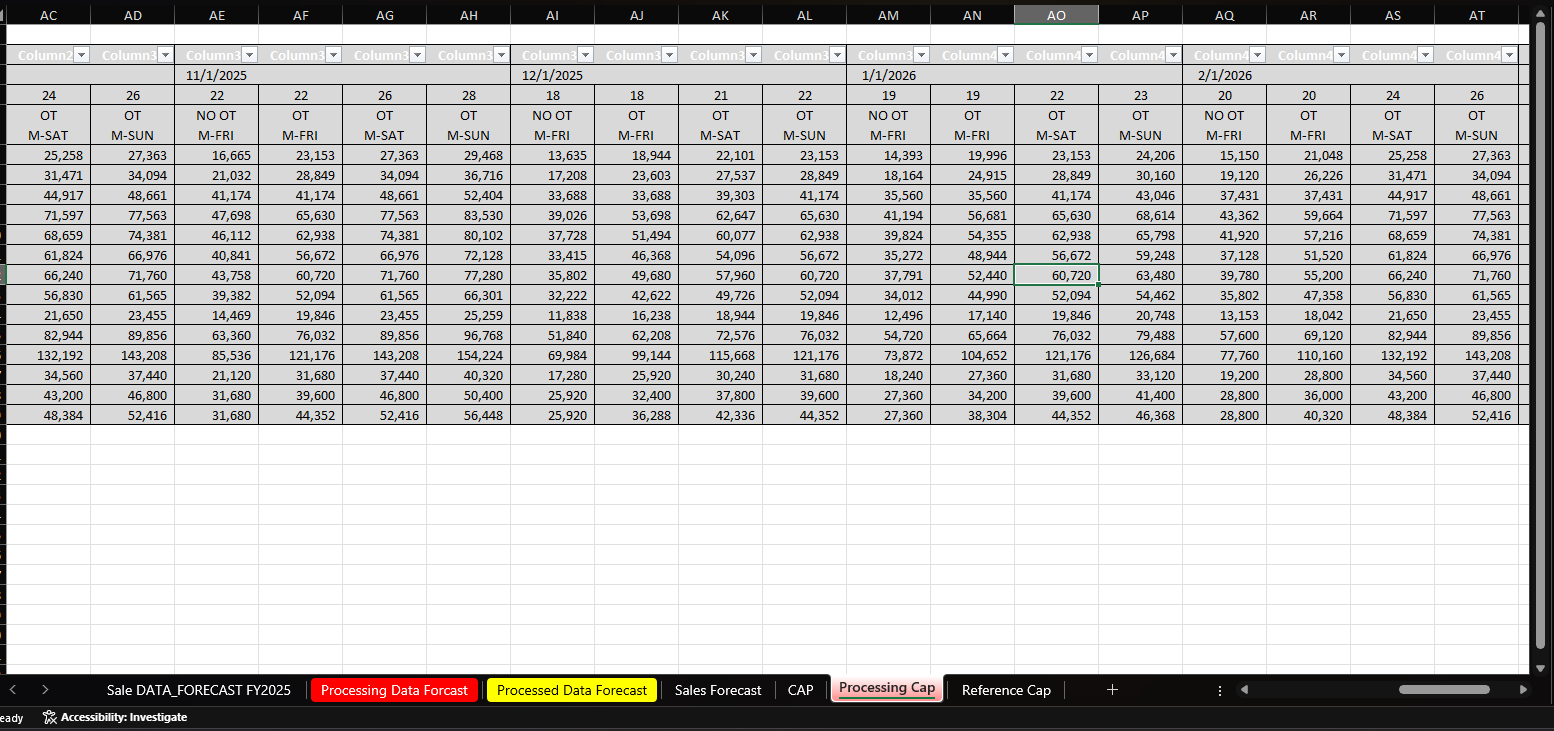 AC AD AE AF AG AH AI AJ AK AL AM AN AO AP AQ AR AS AT
Column2 Column3 Column3 Column3 Column3 Column3 Column3 Column3 Column3 Column3 Column3 Column4 Column4 Column4 Column4 Column4 Column4 Column4
11/1/2025 12/1/2025 1/1/2026 2/1/2026
24 26 22 22 26 28 18 18 21 22 19 19 22 23 20 20 24 26
OT OT NO OT OT OT OT NO OT OT OT OT NO OT OT OT OT NO OT OT OT OT
M-SAT M-SUN M-FRI M-FRI M-SAT M-SUN M-FRI M-FRI M-SAT M-SUN M-FRI M-FRI M-SAT M-SUN M-FRI M-FRI M-SAT M-SUN
25,258 27,363 16,665 23,153 27,363 29,468 13,635 18,944 22,101 23,153 14,393 19,996 23,153 24,206 15,150 21,048 25,258 27,363
31,471 34,094 21,032 28,849 34,094 36,716 17,208 23,603 27,537 28,849 18,164 24,915 28,849 30,160 19,120 26,226 31,471 34,094
44,917 48,661 41,174 41,174 48,661 52,404 33,688 33,688 39,303 41,174 35,560 35,560 41,174 43,046 37,431 37,431 44,917 48,661
71,597 77,563 47,698 65,630 77,563 83,530 39,026 53,698 62,647 65,630 41,194 56,681 65,630 68,614 43,362 59,664 71,597 77,563
68,659 74,381 46,112 62,938 74,381 80,102 37,728 51,494 60,077 62,938 39,824 54,355 62,938 65,798 41,920 57,216 68,659 74,381
61,824 66,976 40,841 56,672 66,976 72,128 33,415 46,368 54,096 56,672 35,272 48,944 56,672 59,248 37,128 51,520 61,824 66,976
66,240 71,760 43,758 60,720 71,760 77,280 35,802 49,680 57,960 60,720 37,791 52,440 60,720 63,480 39,780 55,200 66,240 71,760
56,830 61,565 39,382 52,094 61,565 66,301 32,222 42,622 49,726 52,094 34,012 44,990 52,094 54,462 35,802 47,358 56,830 61,565
21,650 23,455 14,469 19,846 23,455 25,259 11,838 16,238 18,944 19,846 12,496 17,140 19,846 20,748 13,153 18,042 21,650 23,455
82,944 89,856 63,360 76,032 89,856 96,768 51,840 62,208 72,576 76,032 54,720 65,664 76,032 79,488 57,600 69,120 82,944 89,856
132,192 143,208 85,536 121,176 143,208 154,224 69,984 99,144 115,668 121,176 73,872 104,652 121,176 126,684 77,760 110,160 132,192 143,208
34,560 37,440 21,120 31,680 37,440 40,320 17,280 25,920 30,240 31,680 18,240 27,360 31,680 33,120 19,200 28,800 34,560 37,440
43,200 46,800 31,680 39,600 46,800 50,400 25,920 32,400 37,800 39,600 27,360 34,200 39,600 41,400 28,800 36,000 43,200 46,800
48,384 52,416 31,680 44,352 52,416 56,448 25,920 36,288 42,336 44,352 27,360 38,304 44,352 46,368 28,800 40,320 48,384 52,416
Sale DATA_FORECAST FY2025 Processing Data Forcast Processed Data Forecast Sales Forecast CAP Processing Cap Reference Cap
eady Accessibility: Investigate